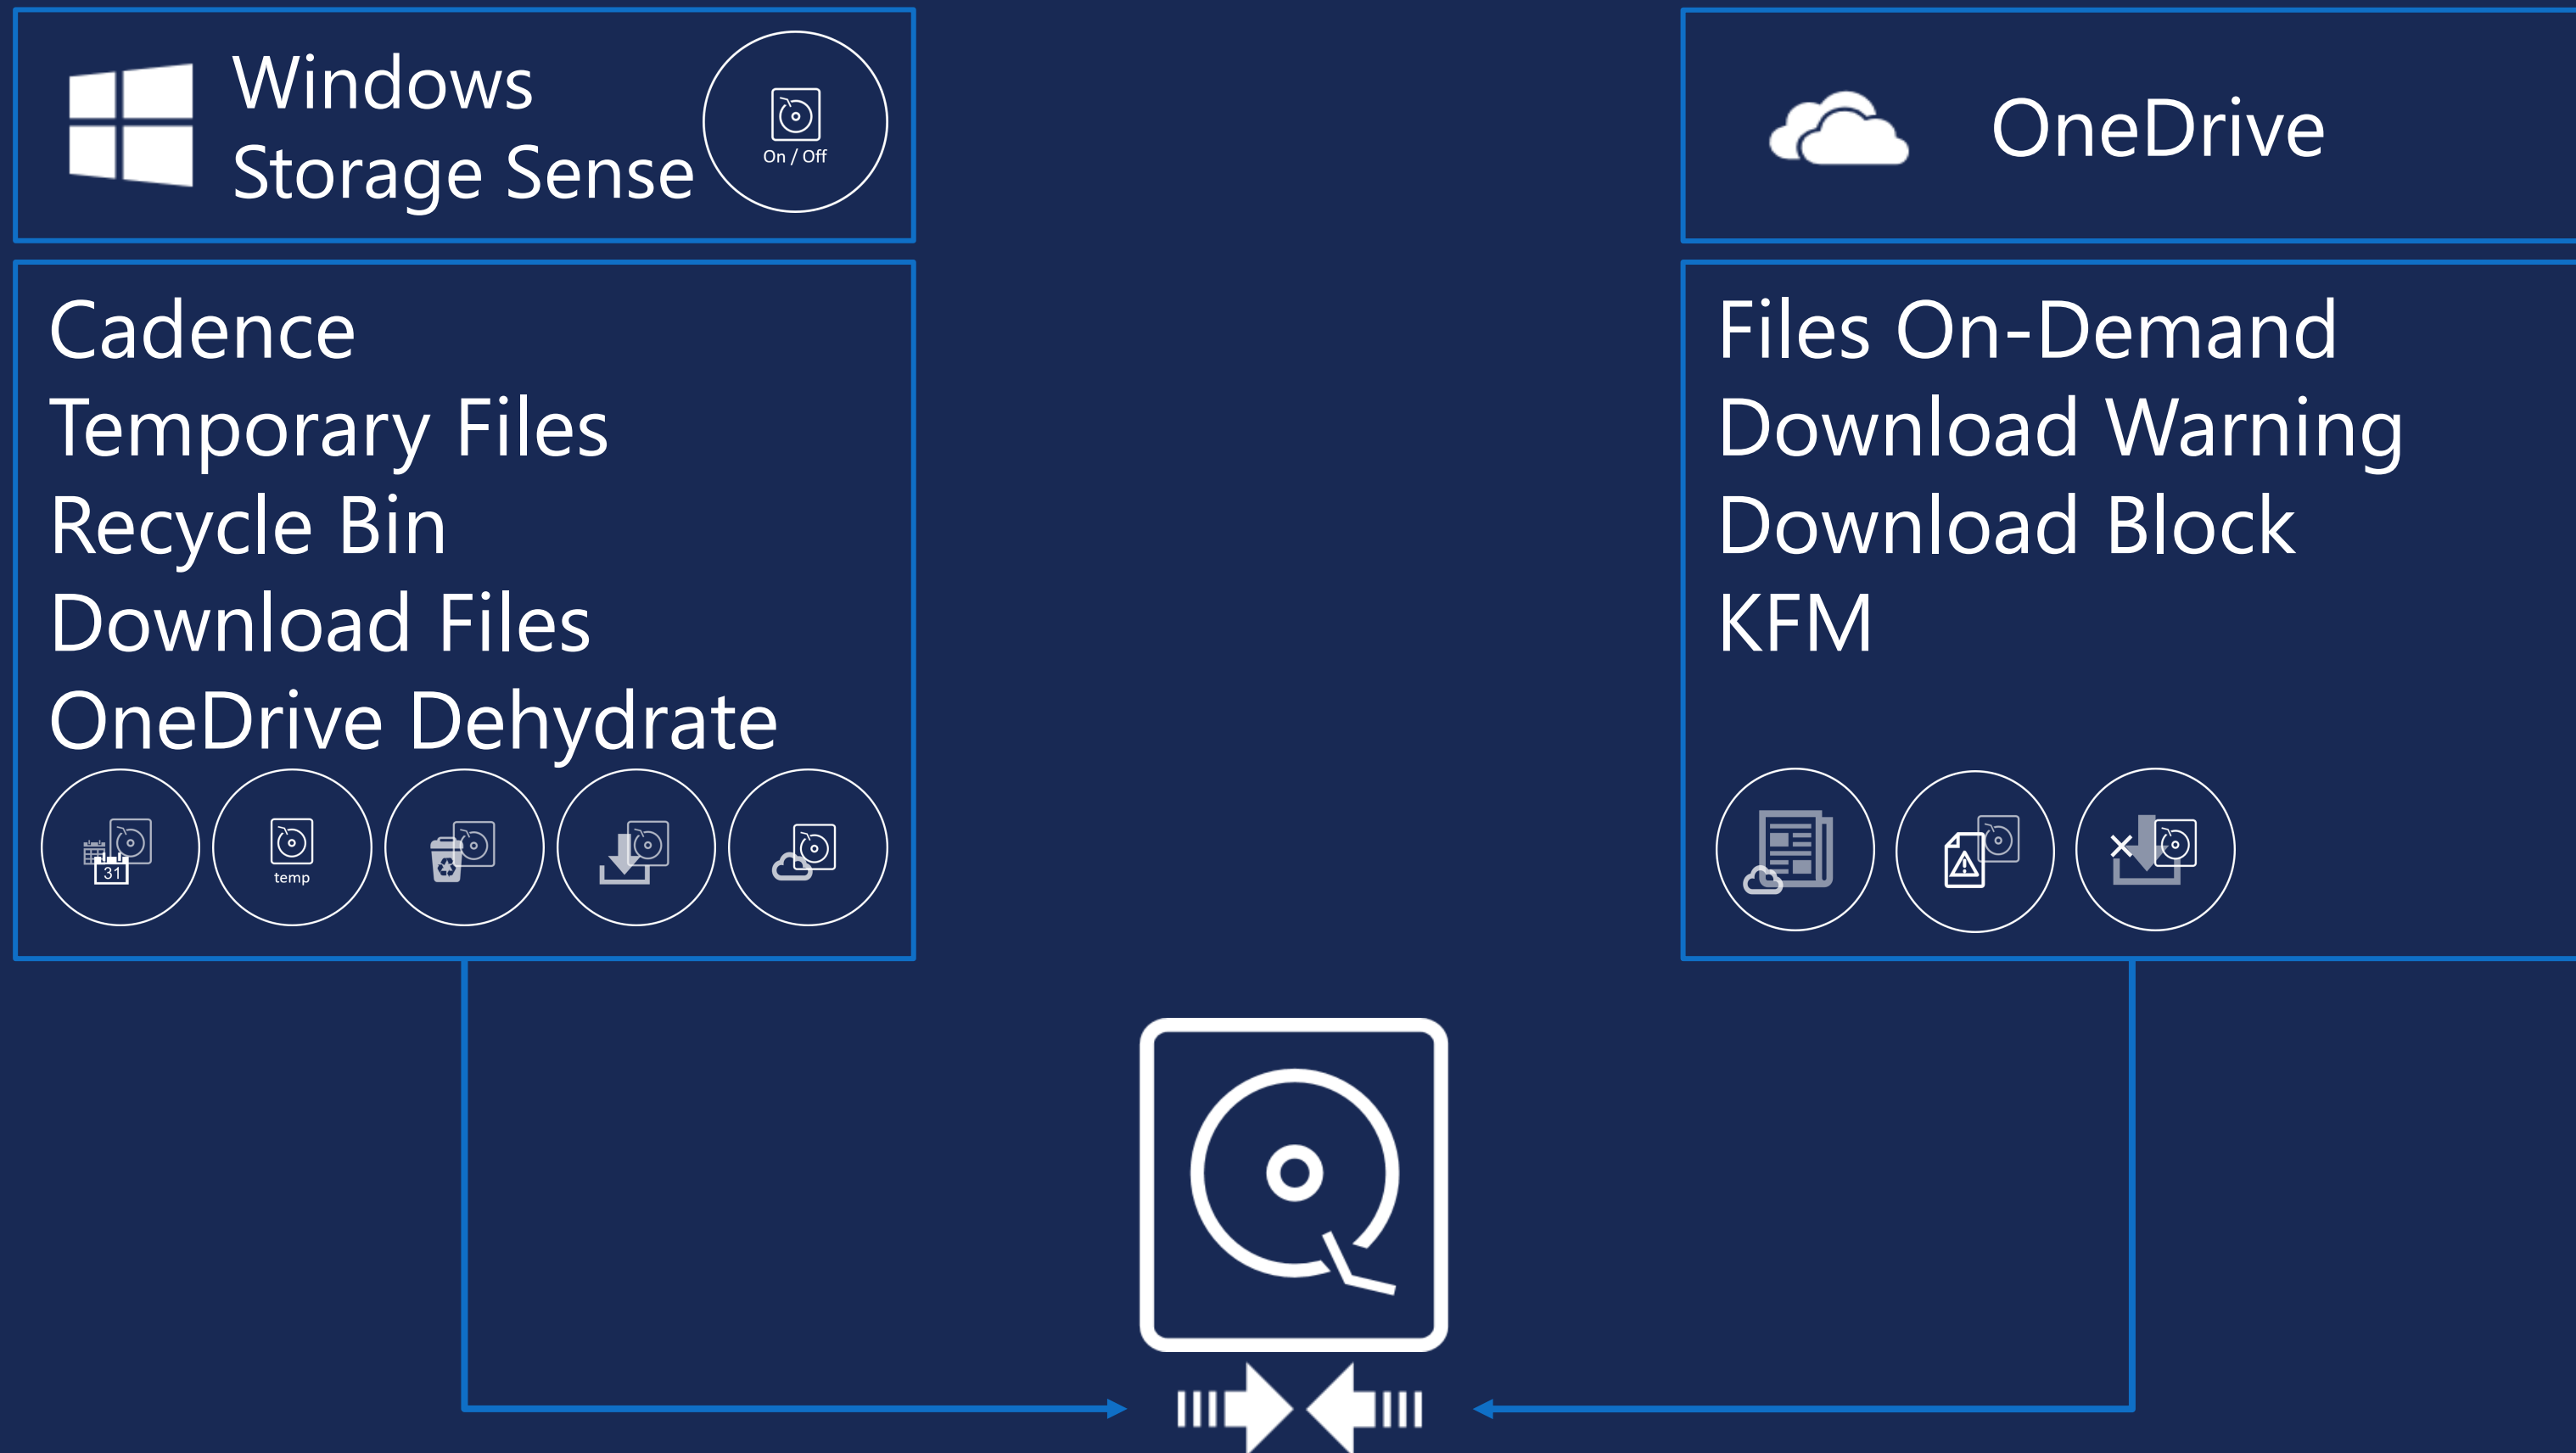 Windows
Storage Sense
On / Off
OneDrive
Cadence
Temporary Files
Recycle Bin
Download Files
OneDrive Dehydrate
31
temp
Files On-Demand
Download Warning
Download Block
KFM